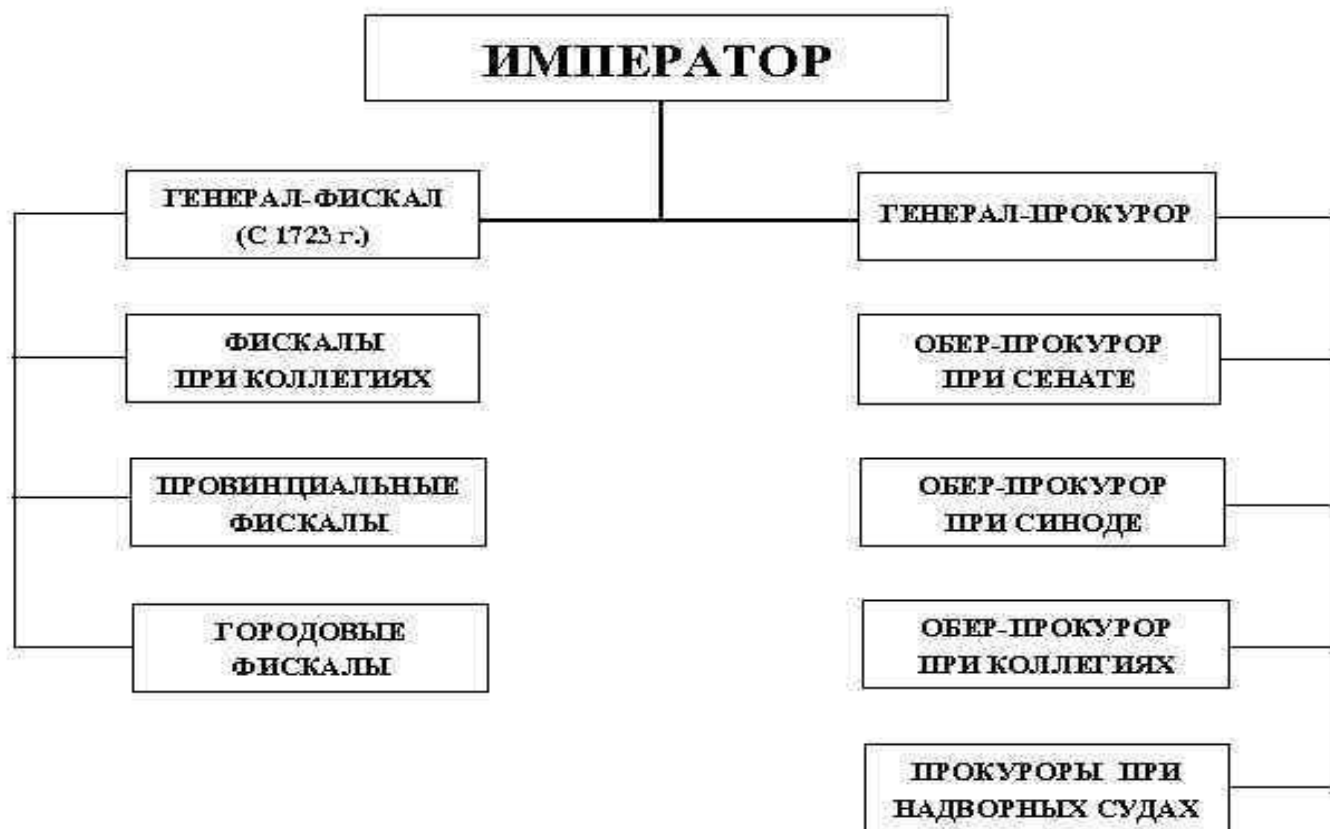 ИМПЕРАТОР
ГЕНЕРАЛ-ФИСКАЛ
(С 1723 г.)
ФИСКАЛЫ
ПРИ КОЛЛЕГИЯХ
ПРОВИНЦИАЛЬНЫЕ
ФИСКАЛЫ
ГОРОДОВЫЕ
ФИСКАЛЫ
ГЕНЕРАЛ-ПРОКУРОР
ОБЕР-ПРОКУРОР
ПРИ СЕНАТЕ
ОБЕР-ПРОКУРОР
ПРИ СИНОДЕ
ОБЕР-ПРОКУРОР
ПРИ КОЛЛЕГИЯХ
ПРОКУРОРЫ ПРИ
НАДВОРНЫХ СУДАХ